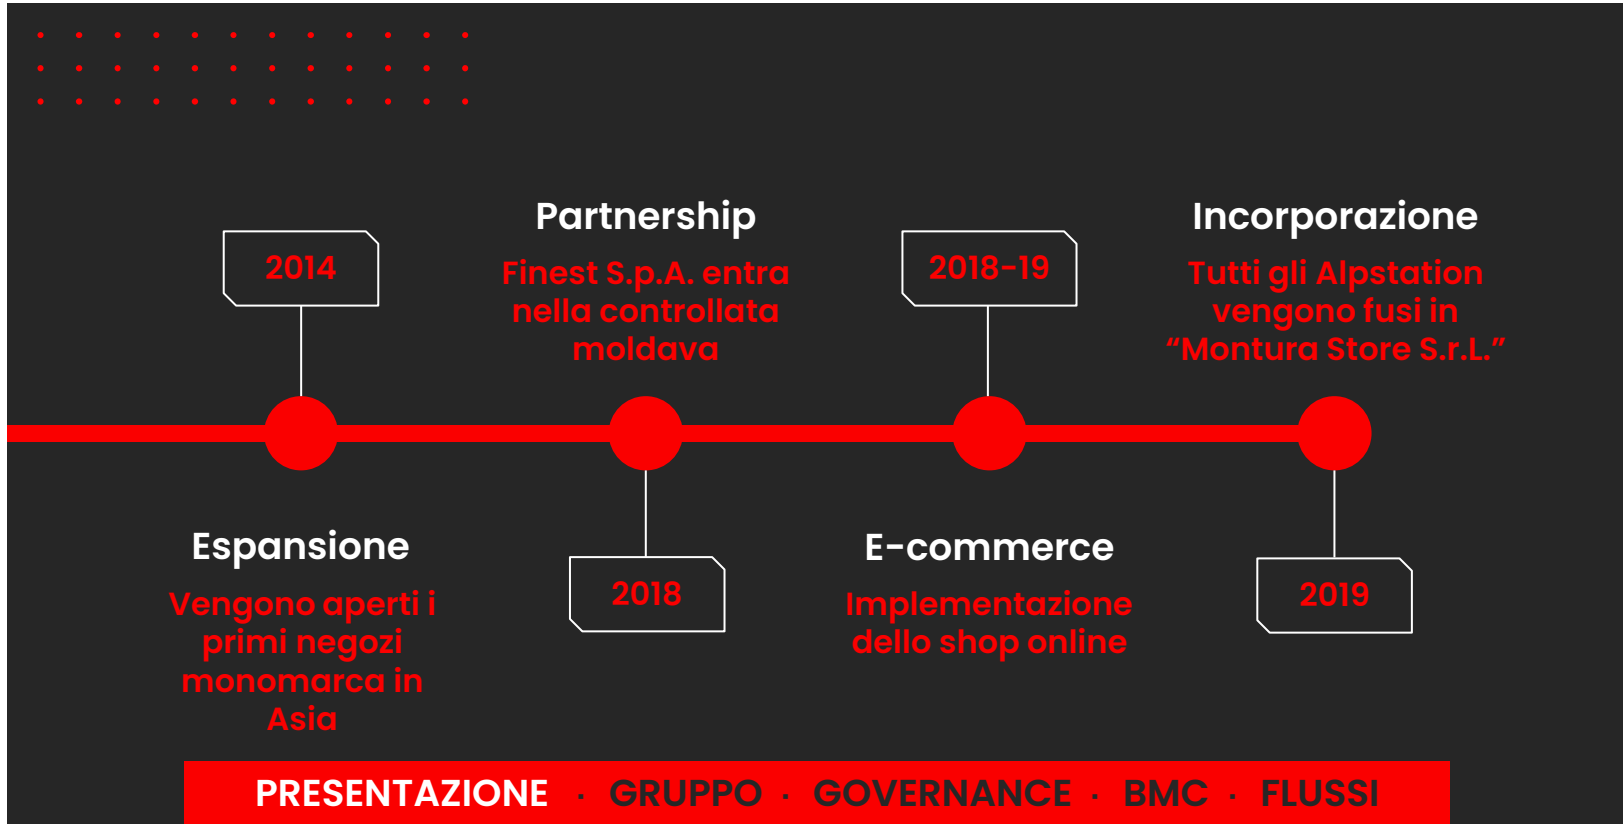 2014
Espansione
Vengono aperti i
primi negozi
monomarca in
Asia
Partnership
Finest S.p.A. entra
nella controllata
moldava
2018
2018-19
E-commerce
Implementazione
dello shop online
Incorporazione
Tutti gli Alpstation
vengono fusi in
“Montura Store S.r.L.”
2019
PRESENTAZIONE · GRUPPO · GOVERNANCE · BMC · FLUSSI